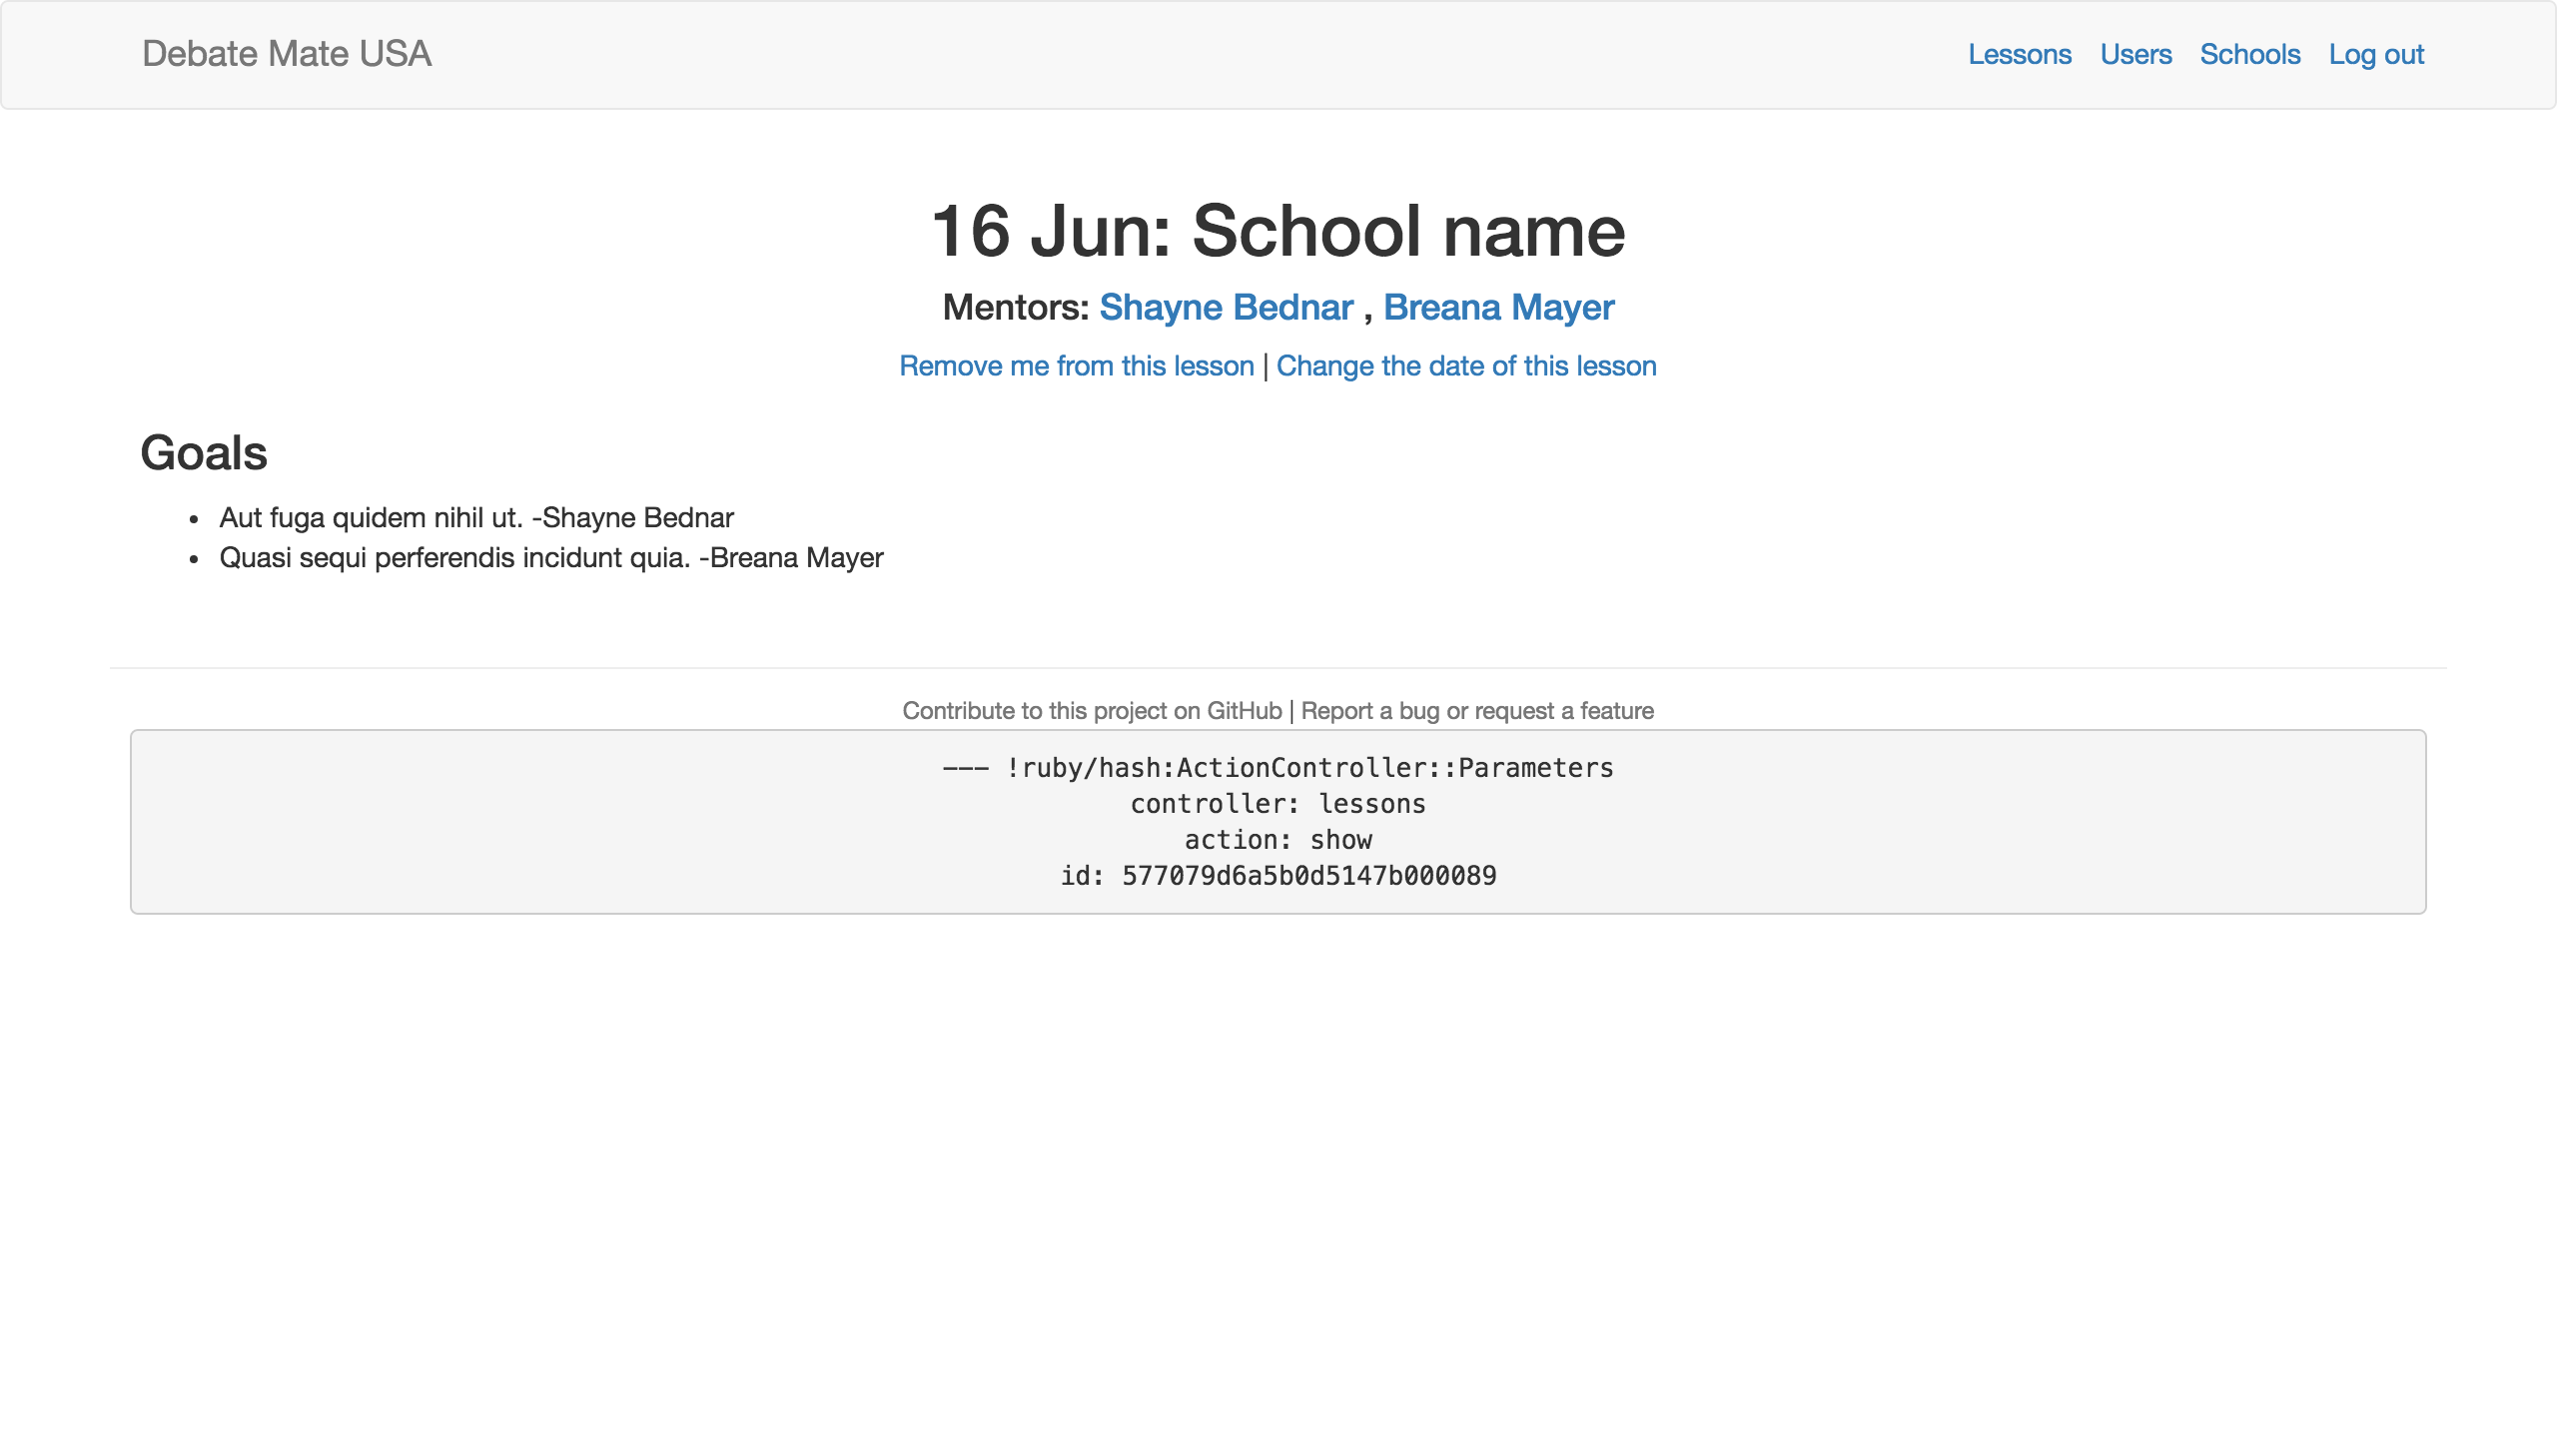 Debate Mate USA
Lessons Users Schools Log out
16 Jun: School name
Mentors: Shayne Bednar , Breana Mayer
Remove me from this lesson | Change the date of this lesson
Goals
• Aut fuga quidem nihil ut. -Shayne Bednar
• Quasi sequi perferendis incidunt quia. -Breana Mayer
Contribute to this project on GitHub | Report a bug or request a feature
--- !ruby/hash:ActionController::Parameters
controller: lessons
action: show
id: 577079d6a5b0d5147b000089